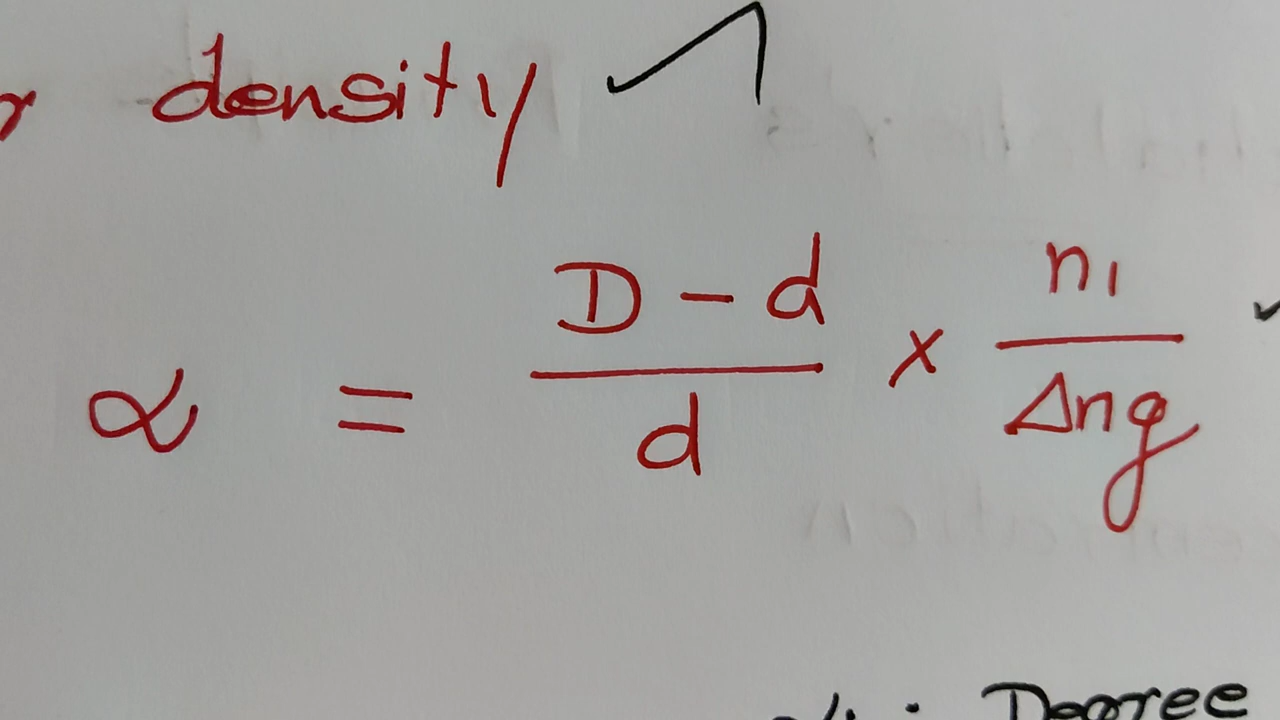 density
α = D - d / d × n1 / Δng
Degree